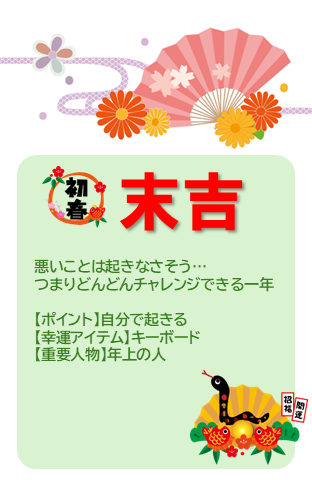 初春
末吉
悪いことは起きなさそう…
つまりどんどんチャレンジできる一年
【ポイント】自分で起きる
【幸運アイテム】キーボード
【重要人物】年上の人
招福
開運